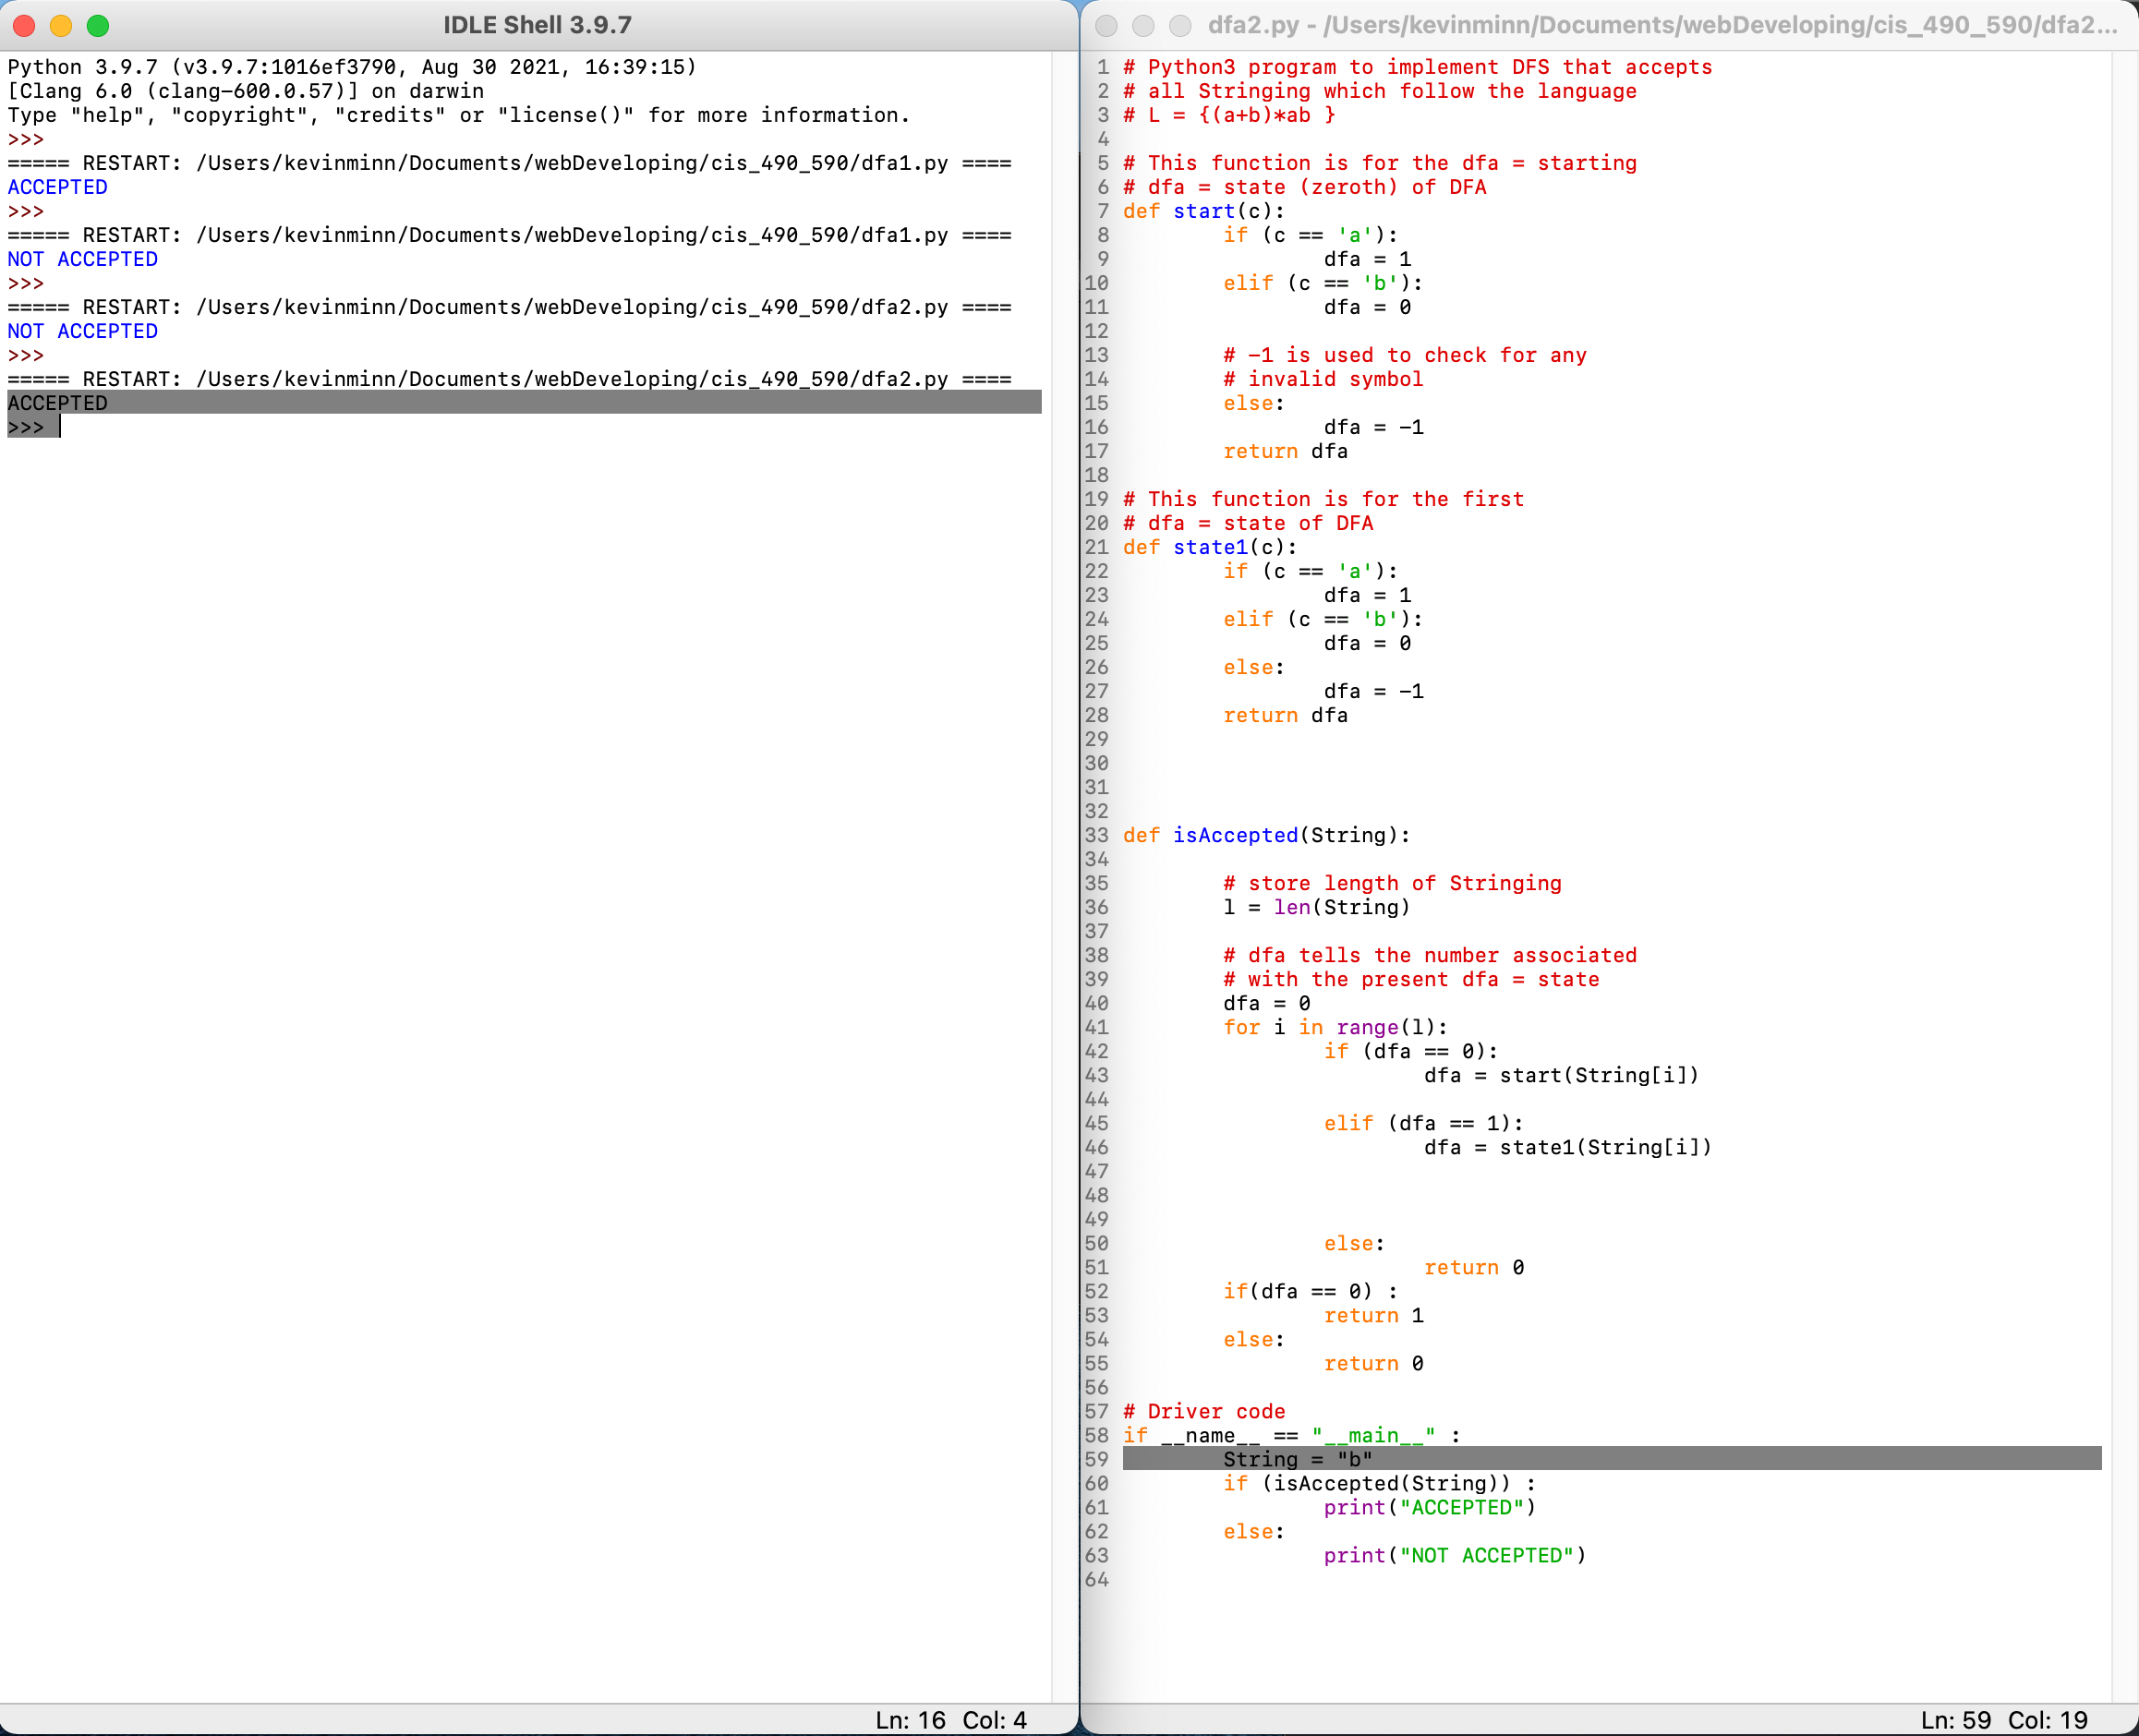 IDLE Shell 3.9.7
Python 3.9.7 (v3.9.7:1016ef3790, Aug 30 2021, 16:39:15)
[Clang 6.0 (clang-600.0.57)] on darwin
Type "help", "copyright", "credits" or "license()" for more information.
>>>
===== RESTART: /Users/kevinminn/Documents/webDeveloping/cis_490_590/dfa1.py ====
ACCEPTED
>>>
===== RESTART: /Users/kevinminn/Documents/webDeveloping/cis_490_590/dfa1.py ====
NOT ACCEPTED
>>>
===== RESTART: /Users/kevinminn/Documents/webDeveloping/cis_490_590/dfa2.py ====
NOT ACCEPTED
>>>
===== RESTART: /Users/kevinminn/Documents/webDeveloping/cis_490_590/dfa2.py ====
ACCEPTED
>>>
Ln: 16 Col: 4
dfa2.py - /Users/kevinminn/Documents/webDeveloping/cis_490_590/dfa2...
1 # Python3 program to implement DFS that accepts
2 # all Stringing which follow the language
3 # L = {(a+b)*ab }
4
5 # This function is for the dfa = starting
6 # dfa = state (zeroth) of DFA
7 def start(c):
8 if (c == 'a'):
9 dfa = 1
10 elif (c == 'b'):
11 dfa = 0
12
13 # -1 is used to check for any
14 # invalid symbol
15 else:
16 dfa = -1
17 return dfa
18
19 # This function is for the first
20 # dfa = state of DFA
21 def state1(c):
22 if (c == 'a'):
23 dfa = 1
24 elif (c == 'b'):
25 dfa = 0
26 else:
27 dfa = -1
28 return dfa
29
30
31
32
33 def isAccepted(String):
34
35 # store length of Stringing
36 l = len(String)
37
38 # dfa tells the number associated
39 # with the present dfa = state
40 dfa = 0
41 for i in range(l):
42 if (dfa == 0):
43 dfa = start(String[i])
44
45 elif (dfa == 1):
46 dfa = state1(String[i])
47
48
49
50 else:
51 return 0
52 if(dfa == 0) :
53 return 1
54 else:
55 return 0
56
57 # Driver code
58 if __name__ == "__main__" :
59 String = "b"
60 if (isAccepted(String)) :
61 print("ACCEPTED")
62 else:
63 print("NOT ACCEPTED")
64
Ln: 59 Col: 19